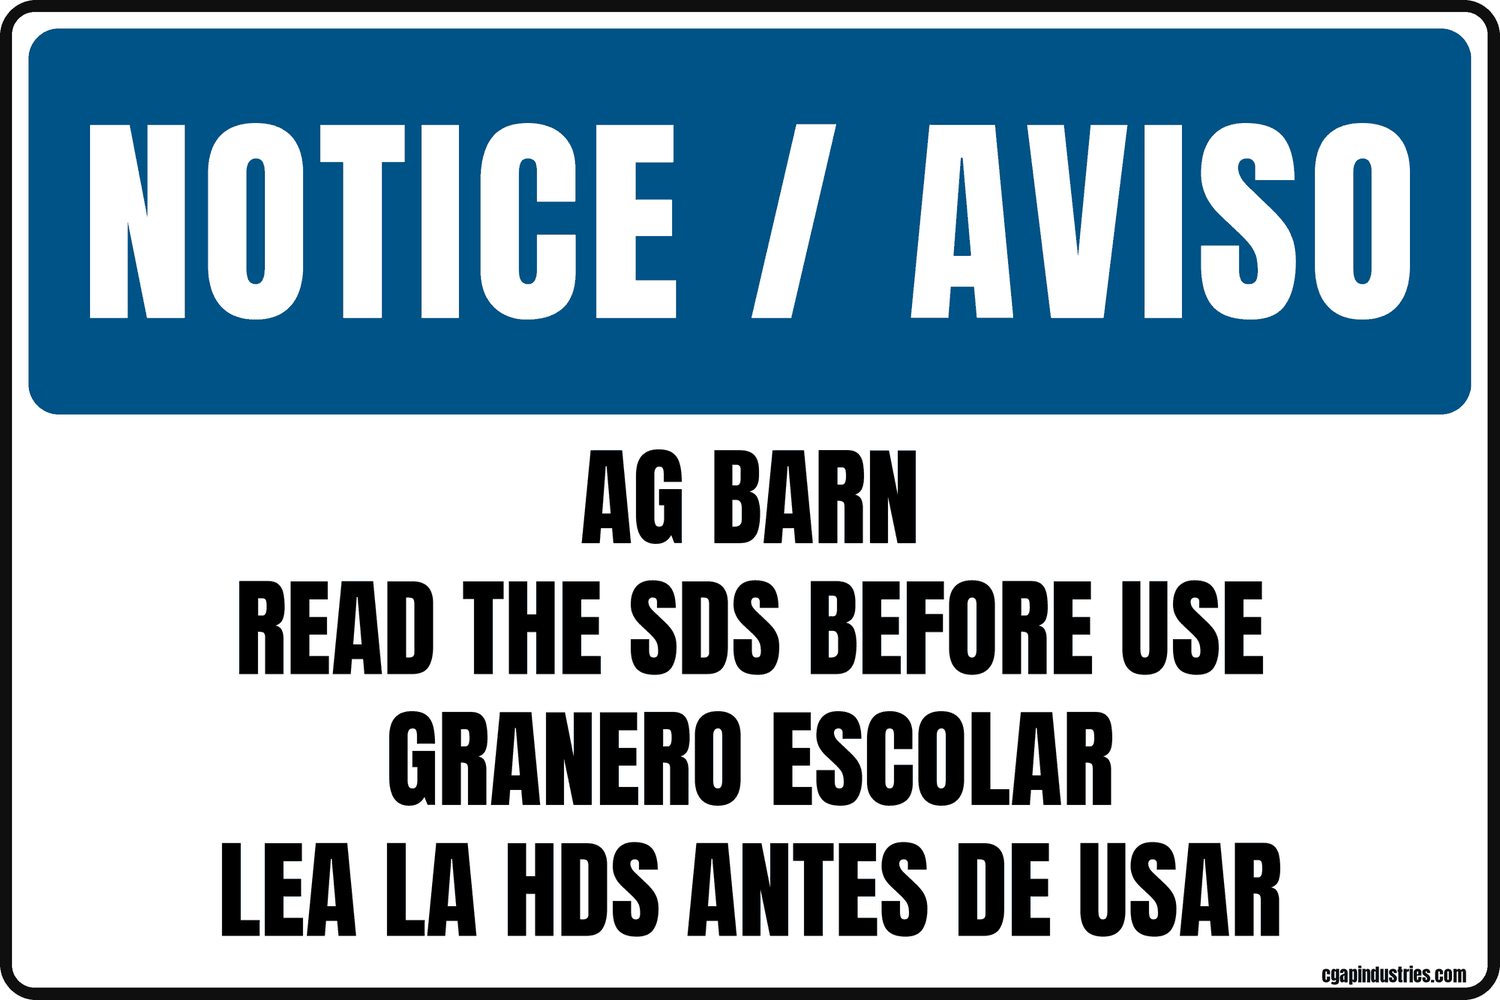 NOTICE / AVISO
AG BARN
READ THE SDS BEFORE USE
GRANERO ESCOLAR
LEA LA HDS ANTES DE USAR
cgapindustries.com